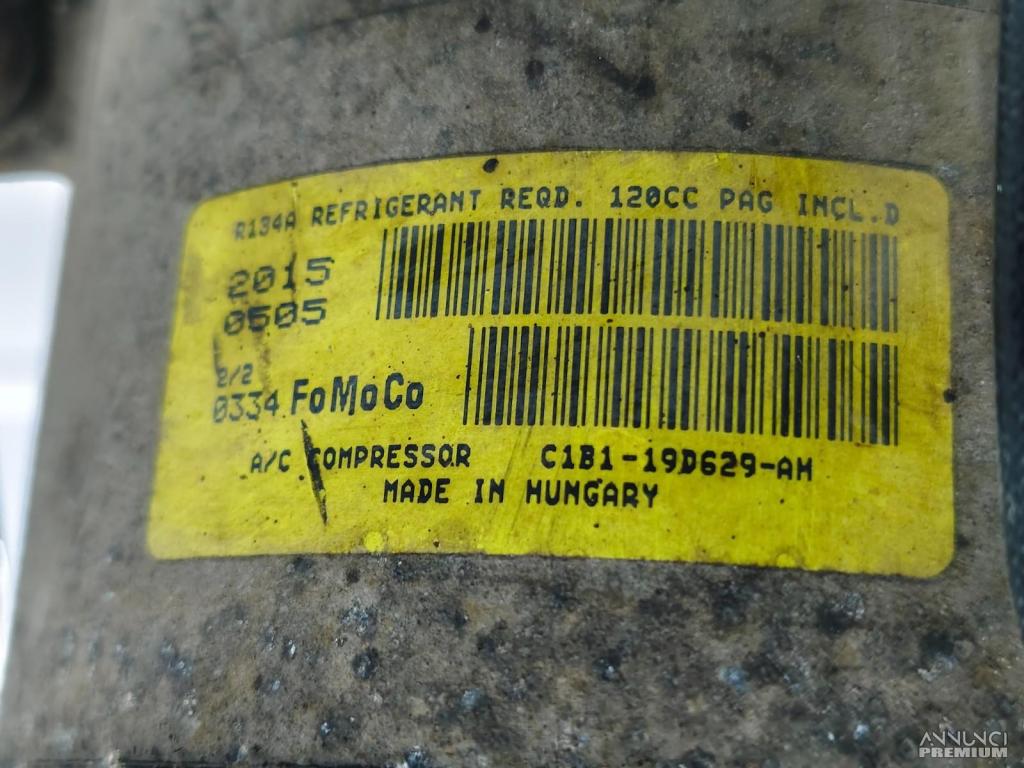 R134A REFRIGERANT REQD. 120CC PAG INCL.D
2015
0505
2/2
0334 FoMoCo
A/C COMPRESSOR C1B1-19D629-AH
MADE IN HUNGARY
ANNUNCI
PREMIUM